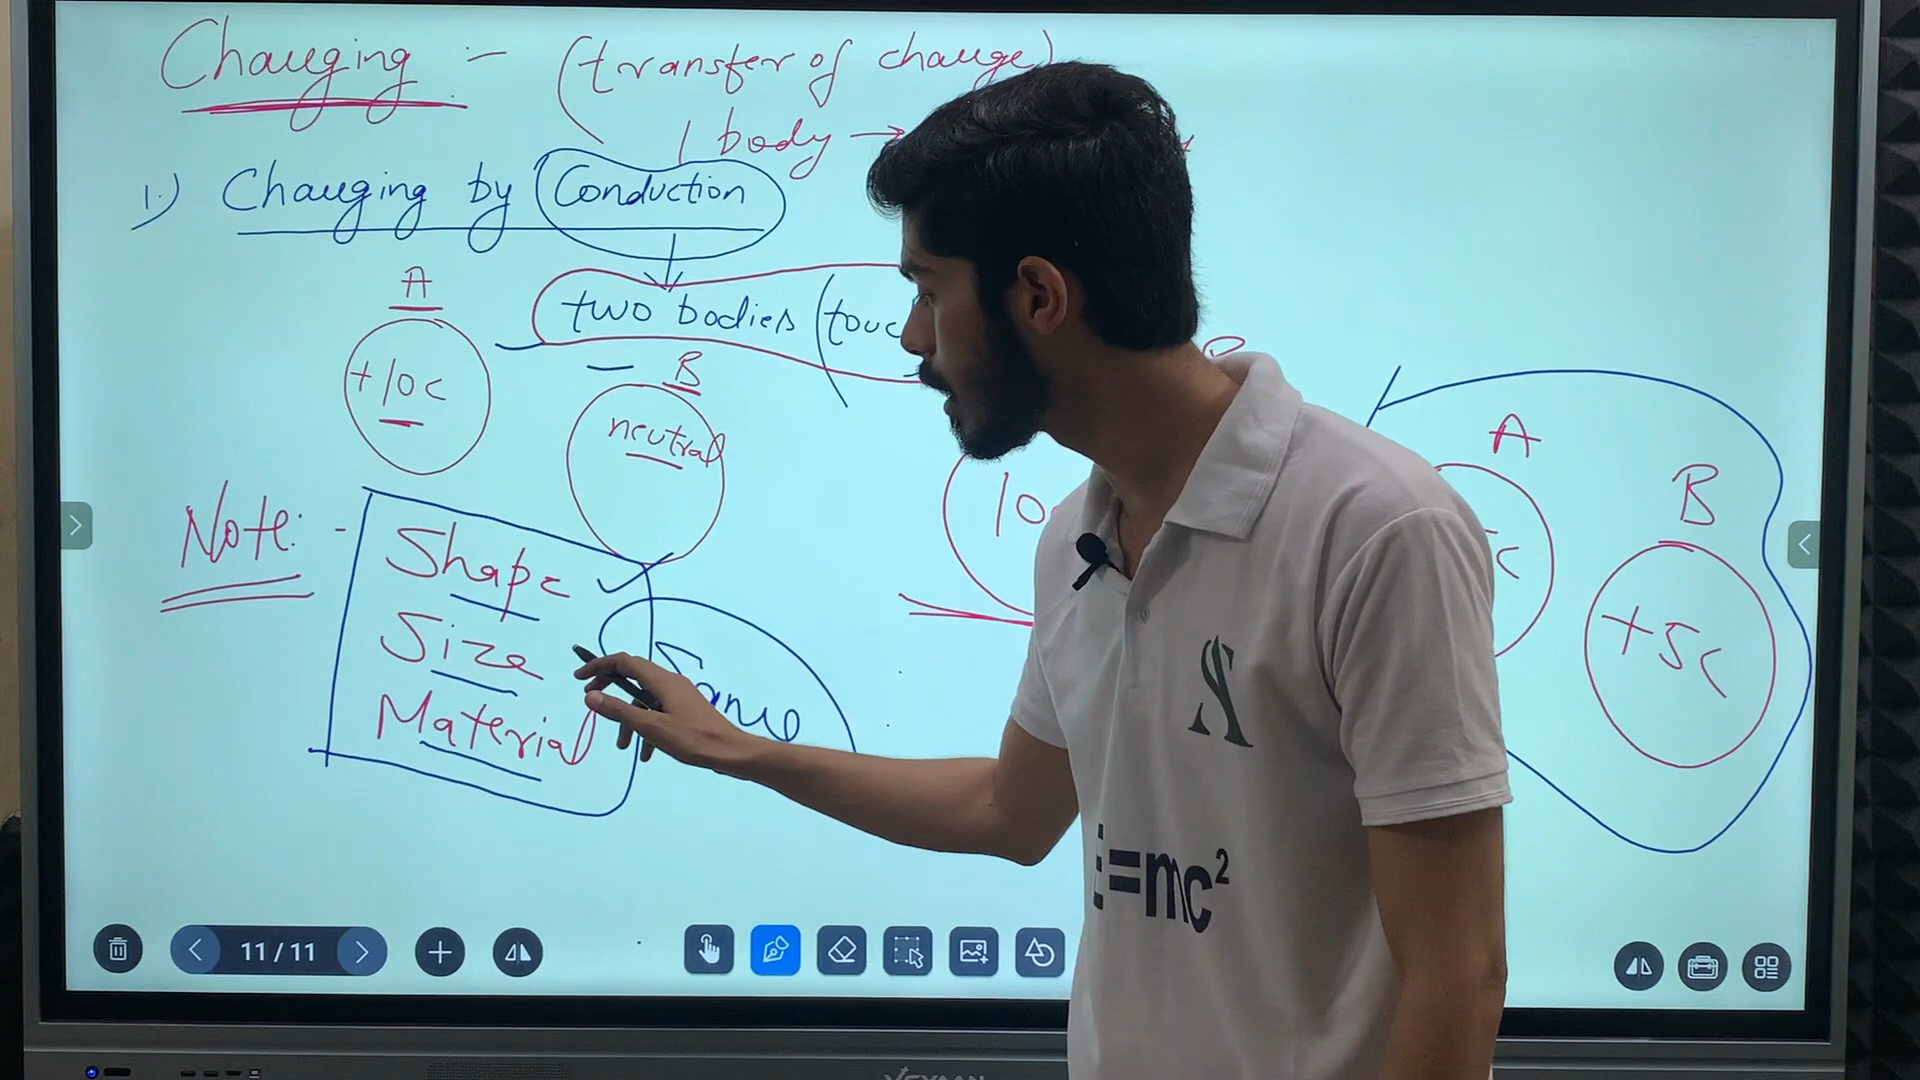 Charging :- (transfer of charge)
1 body →
1.) Charging by Conduction
A
two bodies (touc
+10c
B
neutral
A
B
10
c
+5c
Note: -
Shape
Size
Same
Material
E=mc²
11/11